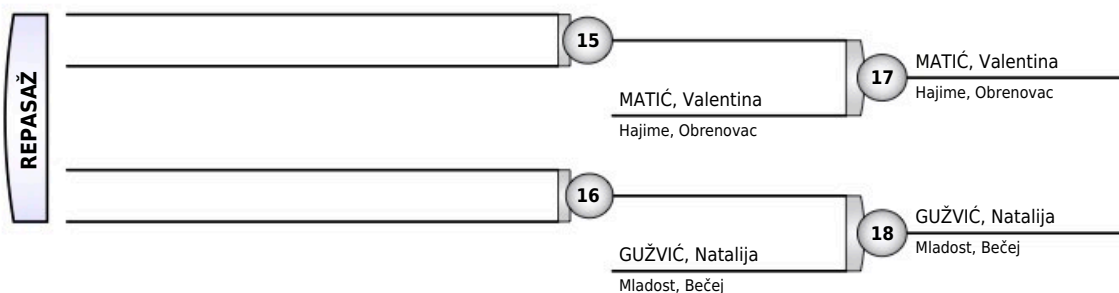 REPASAŽ
15
MATIĆ, Valentina
Hajime, Obrenovac
17
MATIĆ, Valentina
Hajime, Obrenovac
16
GUŽVIĆ, Natalija
Mladost, Bečej
18
GUŽVIĆ, Natalija
Mladost, Bečej